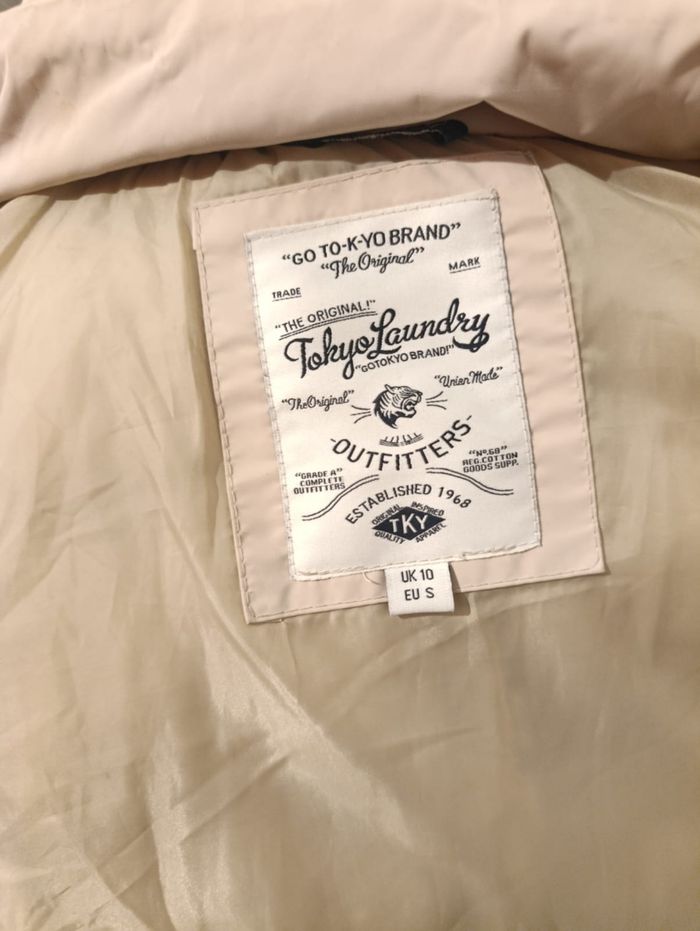 "GO TO-K-YO BRAND"
"The Original"
TRADE
MARK
"THE ORIGINAL!"
Tokyo Laundry
"GOTOKYO BRAND!"
"The Original"
"Union Made"
-OUTFITTERS-
"GRADE A"
COMPLETE
OUTFITTERS
"Nº.68"
REG.COTTON
GOODS SUPP.
ESTABLISHED 1968
ORIGINAL INSPIRED
TKY
QUALITY APPAREL
UK 10
EU S